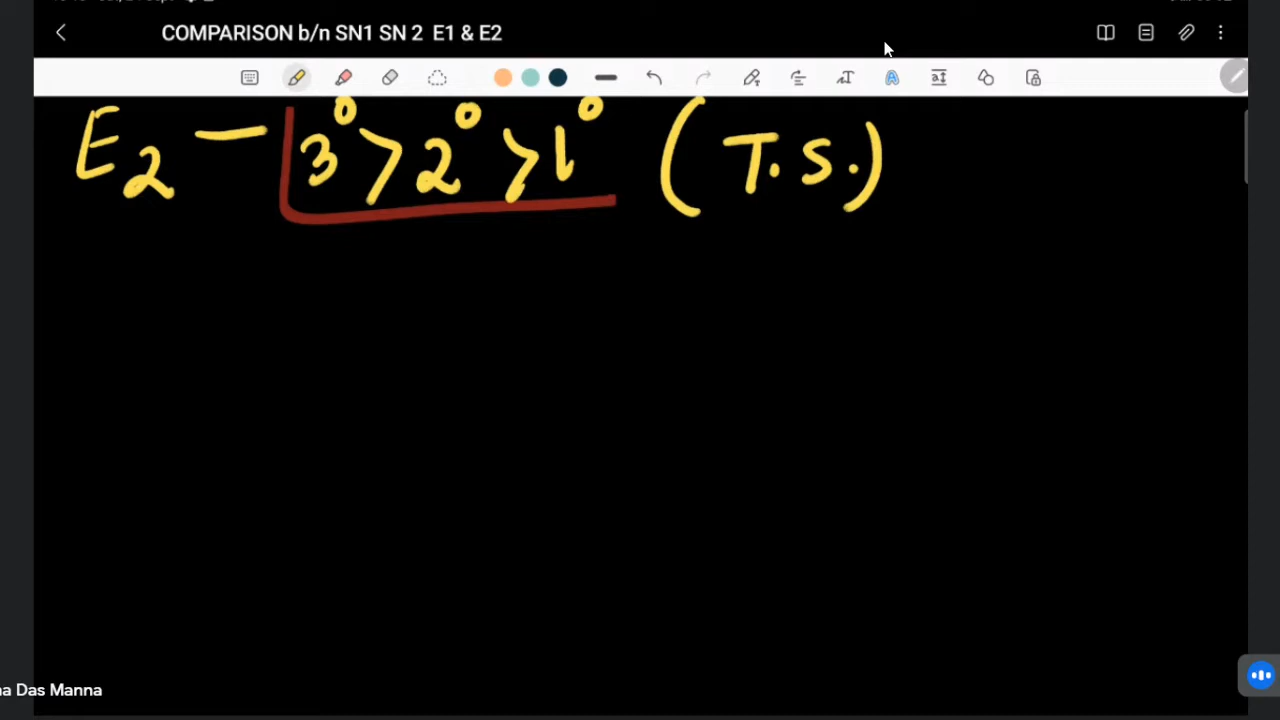 COMPARISON b/n SN1 SN 2 E1 & E2
E2 — 3° > 2° > 1° (T.S.)
Das Manna